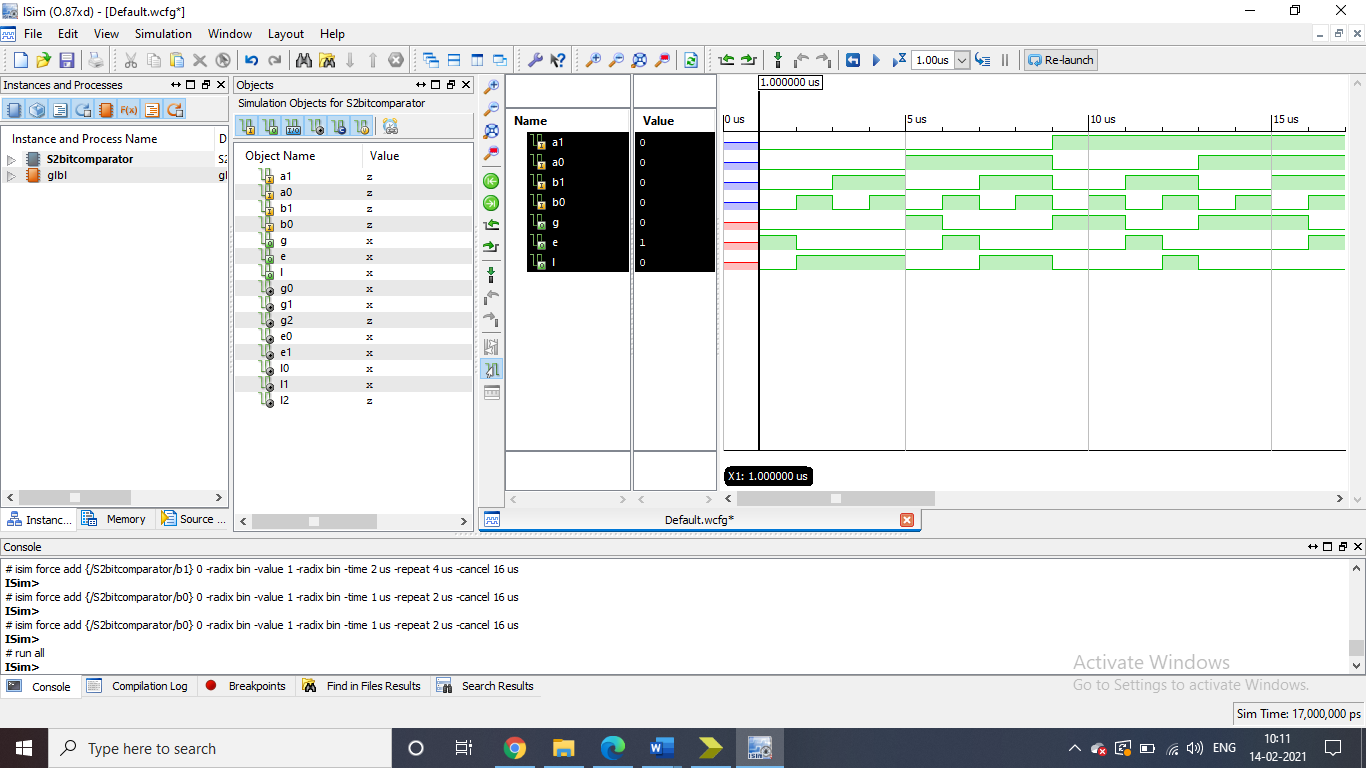 ISim (O.87xd) - [Default.wcfg*]
File Edit View Simulation Window Layout Help
1.00us
Re-launch
Instances and Processes
Instance and Process Name D
S2bitcomparator S2
glbl gl
Instanc... Memory Source ...
Objects
Simulation Objects for S2bitcomparator
Object Name Value
a1 z
a0 z
b1 z
b0 z
g x
e x
l x
g0 x
g1 x
g2 z
e0 x
e1 x
l0 x
l1 x
l2 z
1.000000 us
Name Value
0 us 5 us 10 us 15 us
a1 0
a0 0
b1 0
b0 0
g 0
e 1
l 0
X1: 1.000000 us
Default.wcfg*
Console
# isim force add {/S2bitcomparator/b1} 0 -radix bin -value 1 -radix bin -time 2 us -repeat 4 us -cancel 16 us
ISim>
# isim force add {/S2bitcomparator/b0} 0 -radix bin -value 1 -radix bin -time 1 us -repeat 2 us -cancel 16 us
ISim>
# isim force add {/S2bitcomparator/b0} 0 -radix bin -value 1 -radix bin -time 1 us -repeat 2 us -cancel 16 us
ISim>
# run all
ISim>
Console Compilation Log Breakpoints Find in Files Results Search Results
Activate Windows
Go to Settings to activate Windows.
Sim Time: 17,000,000 ps
Type here to search
ENG
10:11
14-02-2021